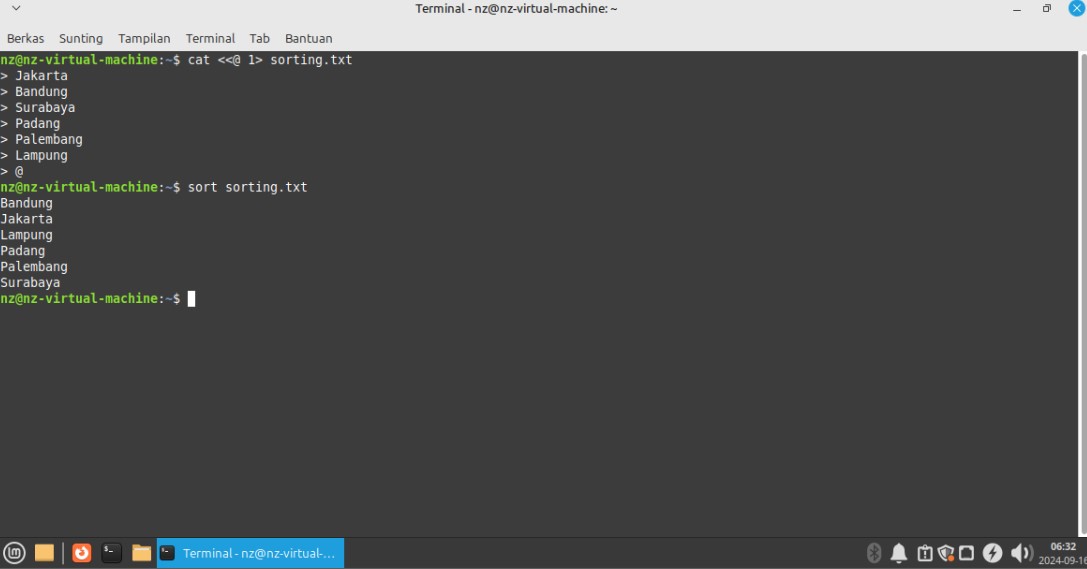 Terminal - nz@nz-virtual-machine: ~
Berkas Sunting Tampilan Terminal Tab Bantuan
nz@nz-virtual-machine:~$ cat <<@ 1> sorting.txt
> Jakarta
> Bandung
> Surabaya
> Padang
> Palembang
> Lampung
> @
nz@nz-virtual-machine:~$ sort sorting.txt
Bandung
Jakarta
Lampung
Padang
Palembang
Surabaya
nz@nz-virtual-machine:~$
Terminal - nz@nz-virtual-...
06:32
2024-09-16